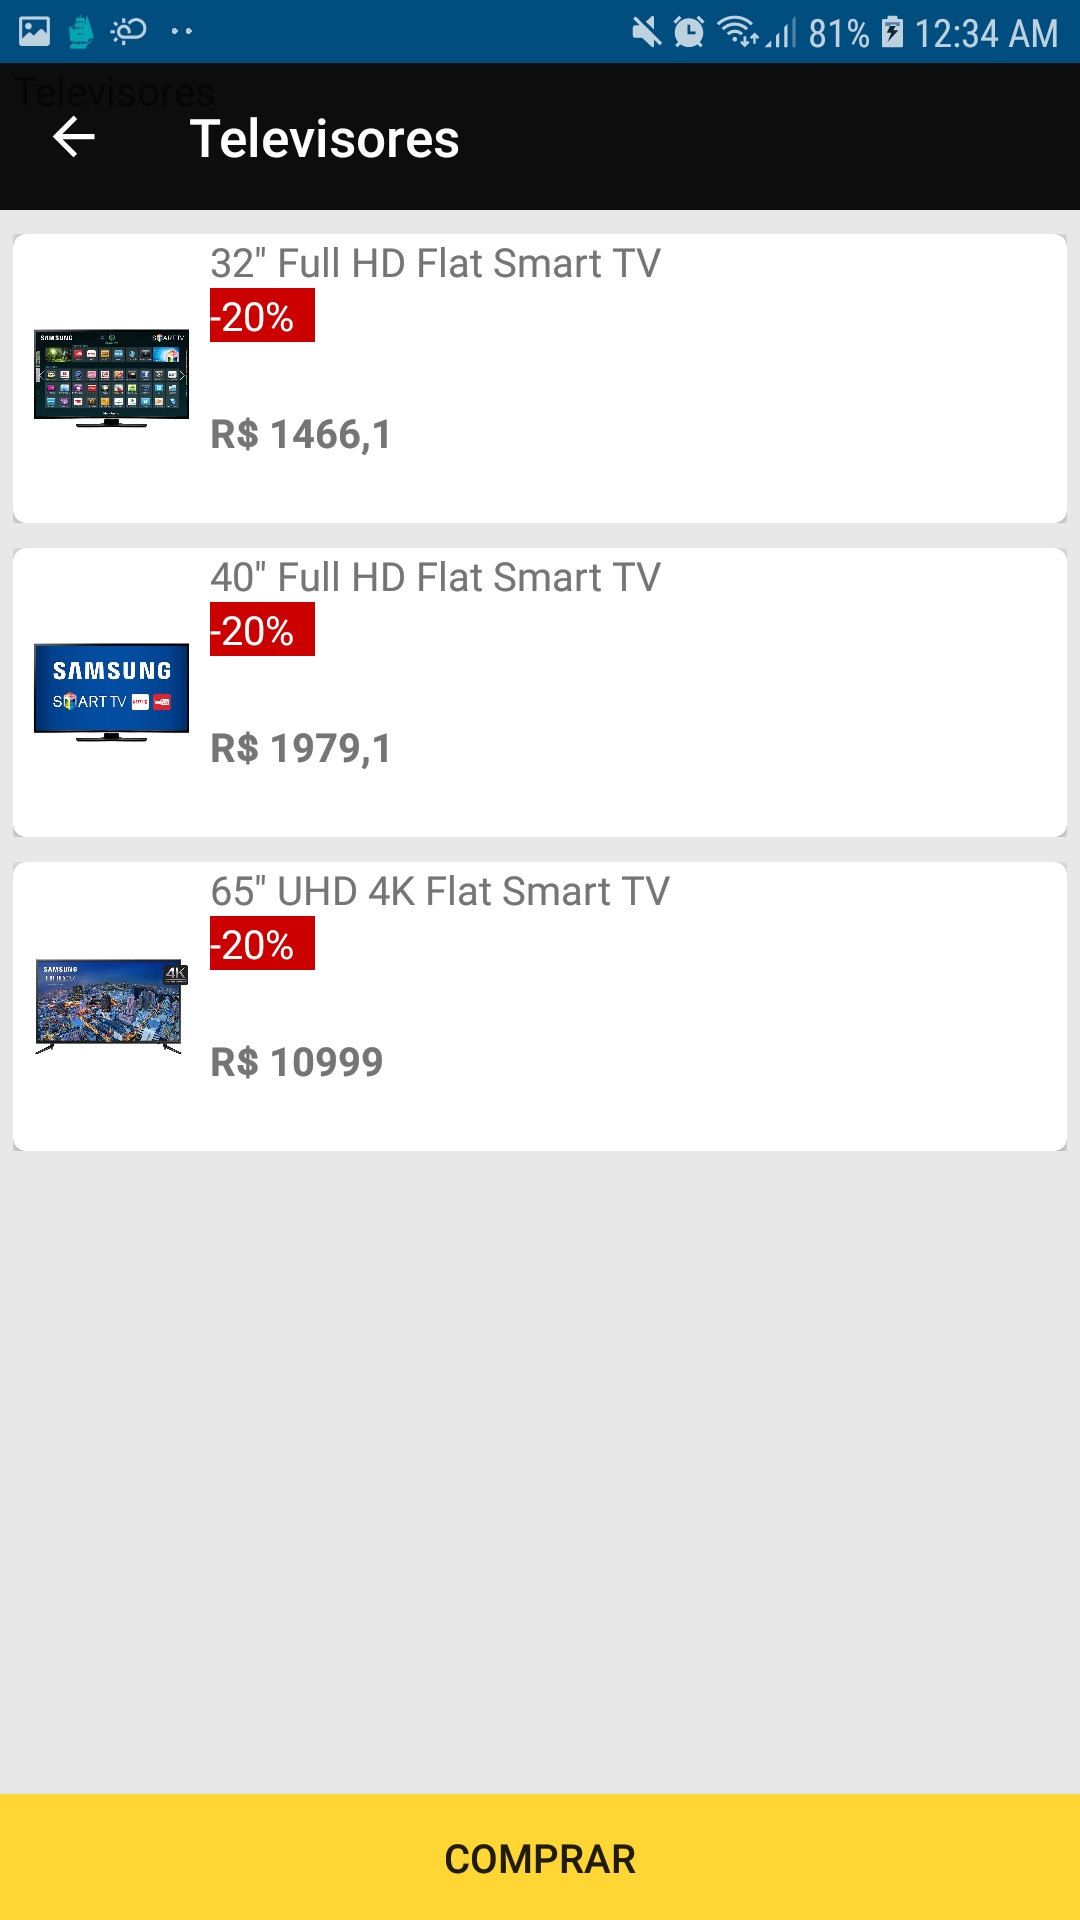 81% 12:34 AM
Televisores
Televisores
32" Full HD Flat Smart TV
-20%
SAMSUNG SMART TV
R$ 1466,1
40" Full HD Flat Smart TV
-20%
SAMSUNG
SMART TV
R$ 1979,1
65" UHD 4K Flat Smart TV
-20%
SAMSUNG
4K
R$ 10999
COMPRAR